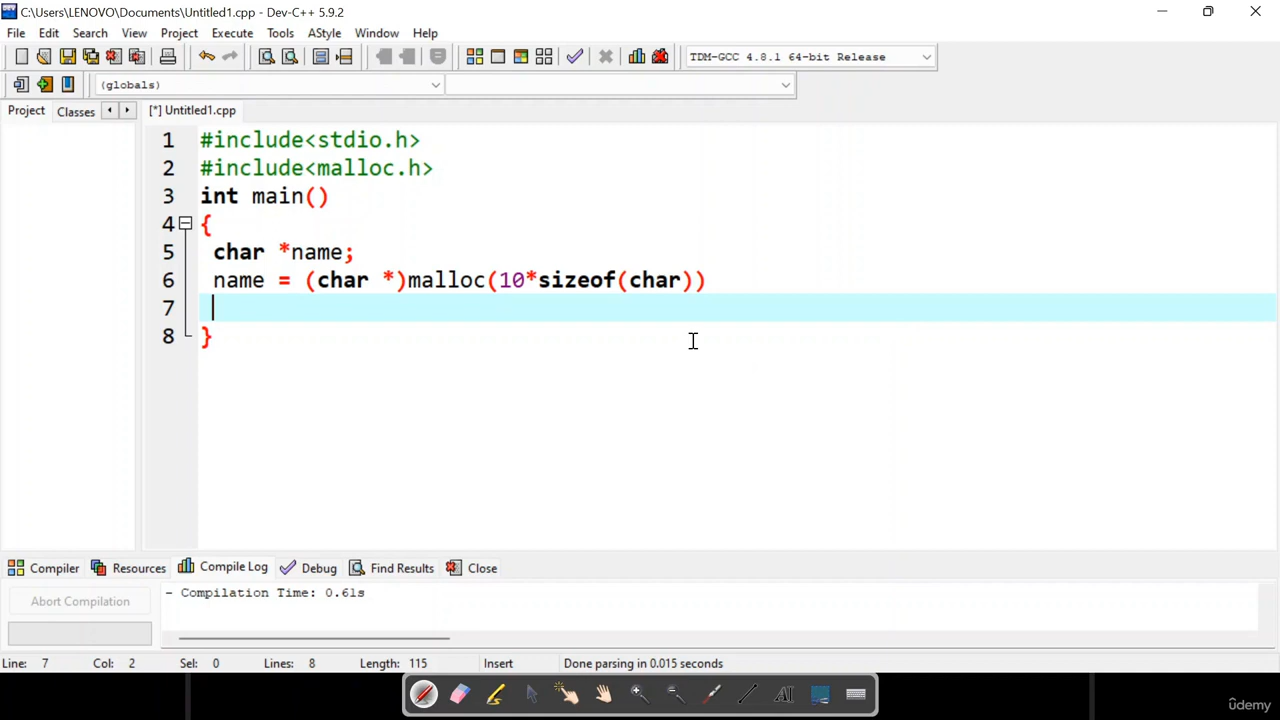 C:\Users\LENOVO\Documents\Untitled1.cpp - Dev-C++ 5.9.2
File Edit Search View Project Execute Tools AStyle Window Help
TDM-GCC 4.8.1 64-bit Release
(globals)
Project Classes [*] Untitled1.cpp
1 #include<stdio.h>
2 #include<malloc.h>
3 int main()
4 {
5 char *name;
6 name = (char *)malloc(10*sizeof(char))
7
8 }
Compiler Resources Compile Log Debug Find Results Close
Abort Compilation
- Compilation Time: 0.61s
Line: 7 Col: 2 Sel: 0 Lines: 8 Length: 115 Insert Done parsing in 0.015 seconds
AI
ûdemy